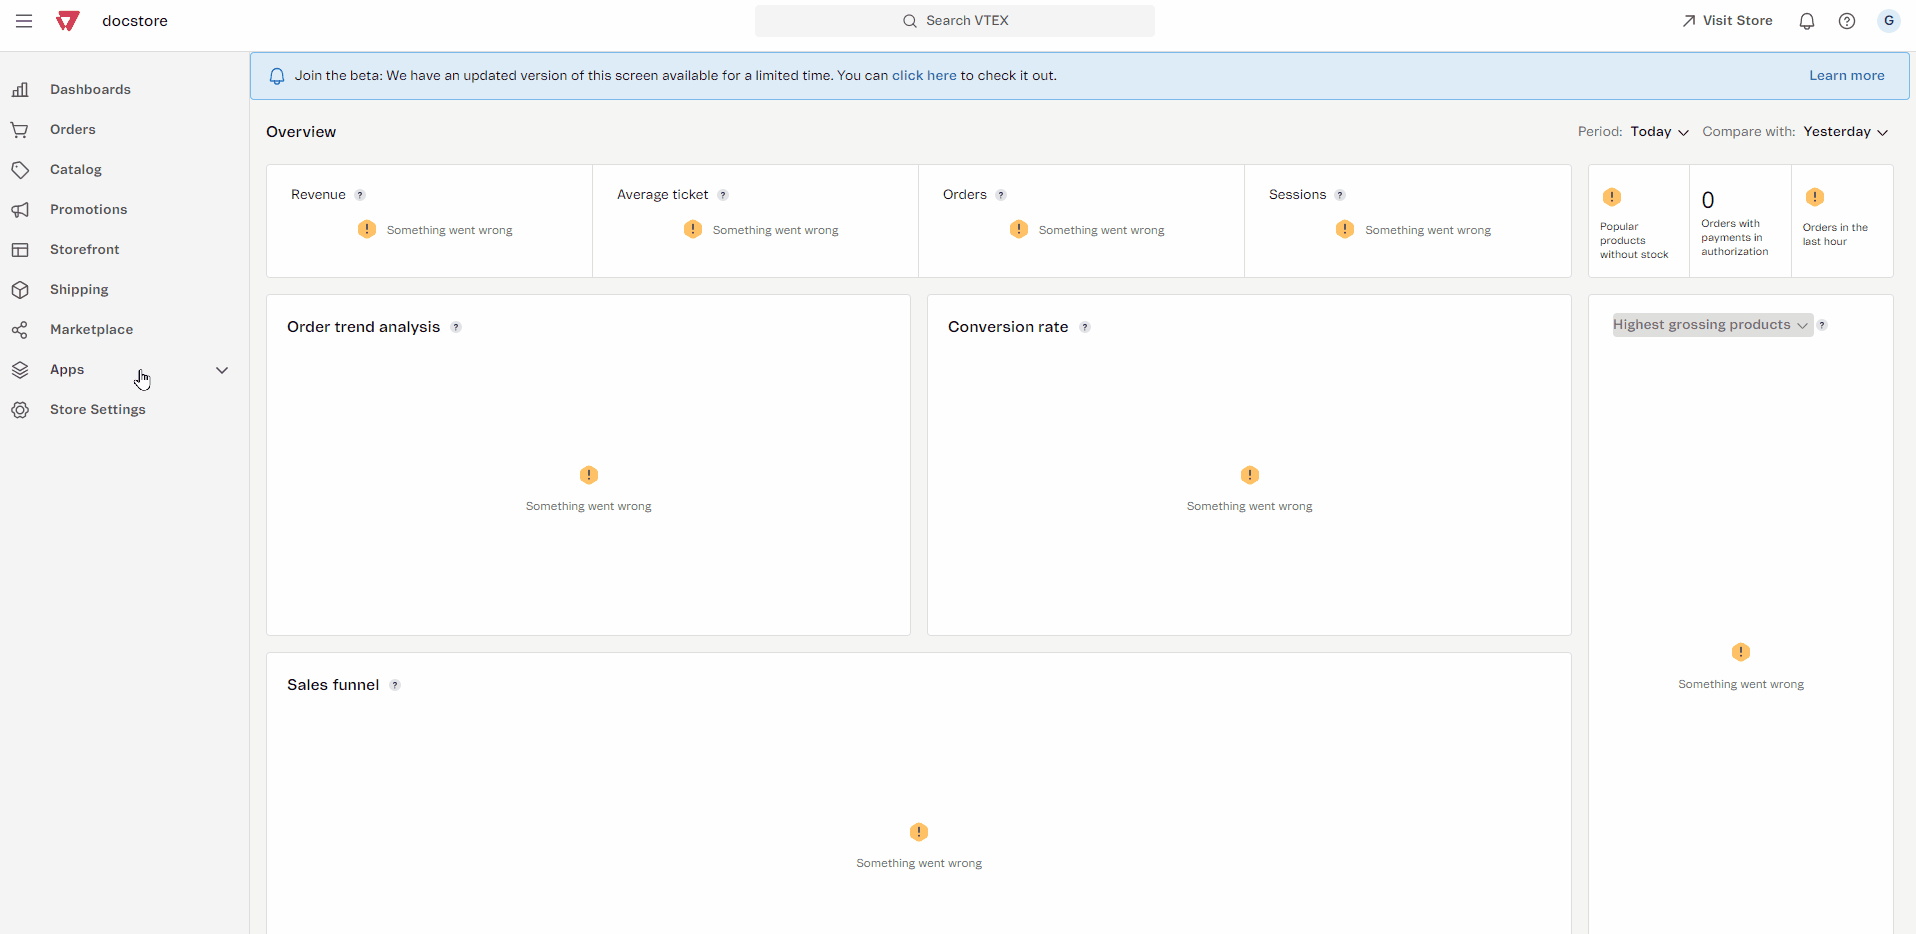 docstore
Search VTEX
Visit Store
G
Dashboards
Orders
Catalog
Promotions
Storefront
Shipping
Marketplace
Apps
Store Settings
Join the beta: We have an updated version of this screen available for a limited time. You can click here to check it out.
Learn more
Overview
Period: Today
Compare with: Yesterday
Revenue ?
! Something went wrong
Average ticket ?
! Something went wrong
Orders ?
! Something went wrong
Sessions ?
! Something went wrong
!
Popular
products
without stock
0
Orders with
payments in
authorization
!
Orders in the
last hour
Order trend analysis ?
!
Something went wrong
Conversion rate ?
!
Something went wrong
Highest grossing products ?
!
Something went wrong
Sales funnel ?
!
Something went wrong